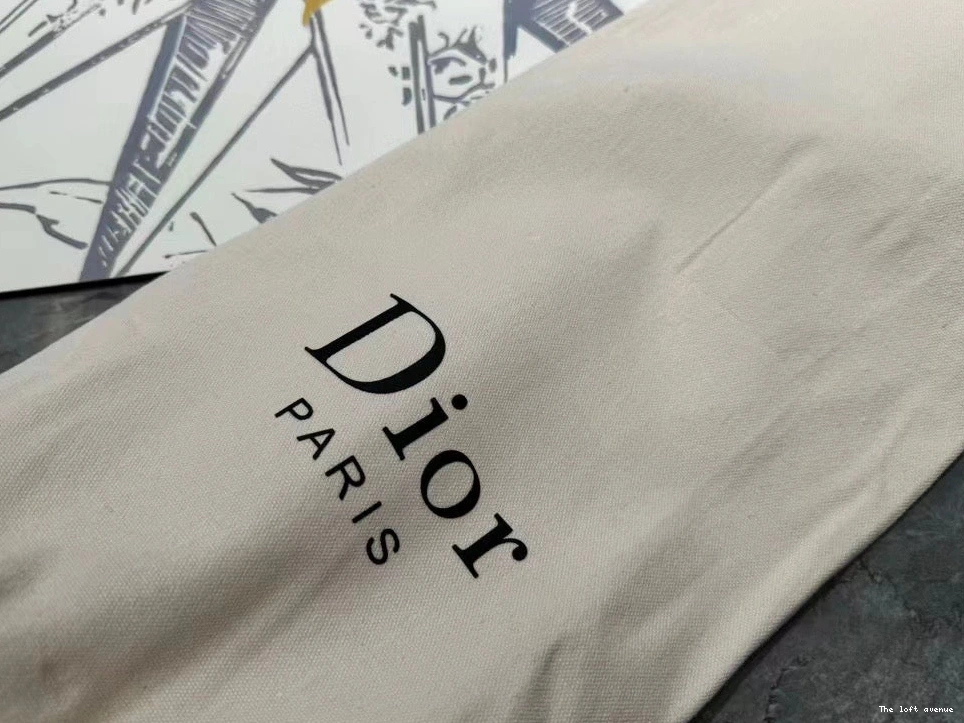 Dior
PARIS
The loft avenue